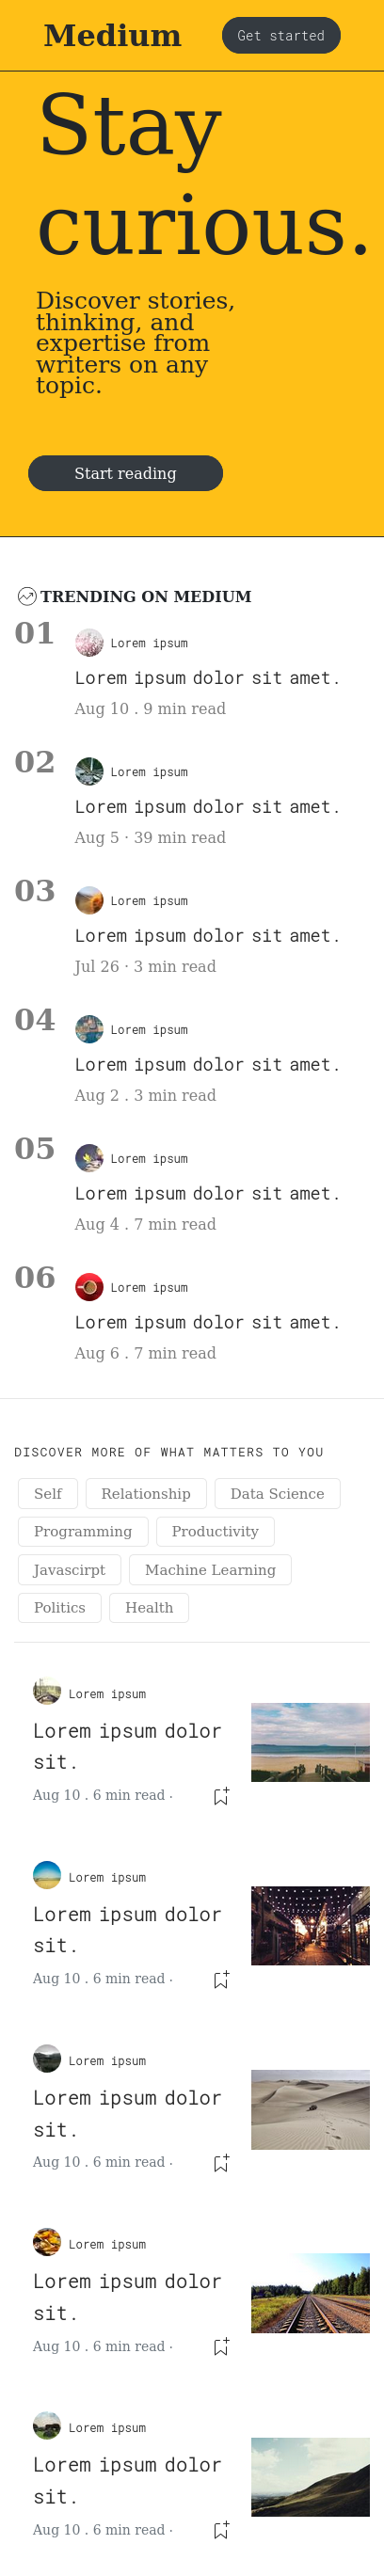 Medium
Get started
Stay
curious.
Discover stories,
thinking, and
expertise from
writers on any
topic.
Start reading
TRENDING ON MEDIUM
01
Lorem ipsum
Lorem ipsum dolor sit amet.
Aug 10 . 9 min read
02
Lorem ipsum
Lorem ipsum dolor sit amet.
Aug 5 · 39 min read
03
Lorem ipsum
Lorem ipsum dolor sit amet.
Jul 26 · 3 min read
04
Lorem ipsum
Lorem ipsum dolor sit amet.
Aug 2 . 3 min read
05
Lorem ipsum
Lorem ipsum dolor sit amet.
Aug 4 . 7 min read
06
Lorem ipsum
Lorem ipsum dolor sit amet.
Aug 6 . 7 min read
DISCOVER MORE OF WHAT MATTERS TO YOU
Self Relationship Data Science
Programming Productivity
Javascirpt Machine Learning
Politics Health
Lorem ipsum
Lorem ipsum dolor
sit.
Aug 10 . 6 min read ·
Lorem ipsum
Lorem ipsum dolor
sit.
Aug 10 . 6 min read ·
Lorem ipsum
Lorem ipsum dolor
sit.
Aug 10 . 6 min read ·
Lorem ipsum
Lorem ipsum dolor
sit.
Aug 10 . 6 min read ·
Lorem ipsum
Lorem ipsum dolor
sit.
Aug 10 . 6 min read ·